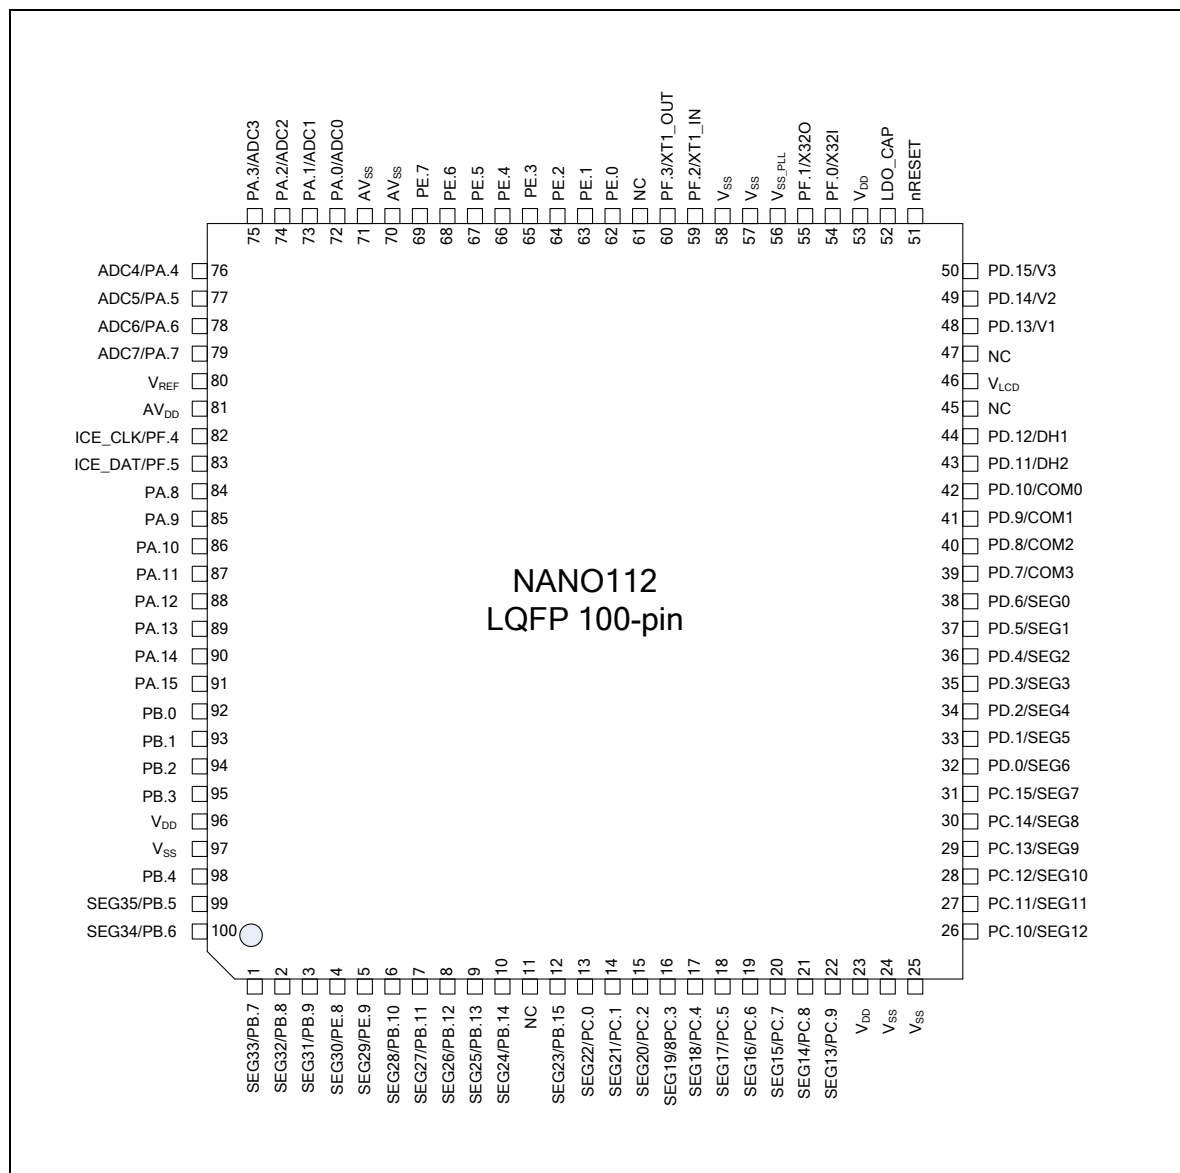 PA.3/ADC3
PA.2/ADC2
PA.1/ADC1
PA.0/ADC0
AVSS
AVSS
PE.7
PE.6
PE.5
PE.4
PE.3
PE.2
PE.1
PE.0
NC
PF.3/XT1_OUT
PF.2/XT1_IN
VSS
VSS
VSS_PLL
PF.1/X32O
PF.0/X32I
VDD
LDO_CAP
nRESET
75
74
73
72
71
70
69
68
67
66
65
64
63
62
61
60
59
58
57
56
55
54
53
52
51
ADC4/PA.4 76
ADC5/PA.5 77
ADC6/PA.6 78
ADC7/PA.7 79
VREF 80
AVDD 81
ICE_CLK/PF.4 82
ICE_DAT/PF.5 83
PA.8 84
PA.9 85
PA.10 86
PA.11 87
PA.12 88
PA.13 89
PA.14 90
PA.15 91
PB.0 92
PB.1 93
PB.2 94
PB.3 95
VDD 96
VSS 97
PB.4 98
SEG35/PB.5 99
SEG34/PB.6 100
NANO112
LQFP 100-pin
50 PD.15/V3
49 PD.14/V2
48 PD.13/V1
47 NC
46 VLCD
45 NC
44 PD.12/DH1
43 PD.11/DH2
42 PD.10/COM0
41 PD.9/COM1
40 PD.8/COM2
39 PD.7/COM3
38 PD.6/SEG0
37 PD.5/SEG1
36 PD.4/SEG2
35 PD.3/SEG3
34 PD.2/SEG4
33 PD.1/SEG5
32 PD.0/SEG6
31 PC.15/SEG7
30 PC.14/SEG8
29 PC.13/SEG9
28 PC.12/SEG10
27 PC.11/SEG11
26 PC.10/SEG12
1
2
3
4
5
6
7
8
9
10
11
12
13
14
15
16
17
18
19
20
21
22
23
24
25
SEG33/PB.7
SEG32/PB.8
SEG31/PB.9
SEG30/PE.8
SEG29/PE.9
SEG28/PB.10
SEG27/PB.11
SEG26/PB.12
SEG25/PB.13
SEG24/PB.14
NC
SEG23/PB.15
SEG22/PC.0
SEG21/PC.1
SEG20/PC.2
SEG19/8PC.3
SEG18/PC.4
SEG17/PC.5
SEG16/PC.6
SEG15/PC.7
SEG14/PC.8
SEG13/PC.9
VDD
VSS
VSS